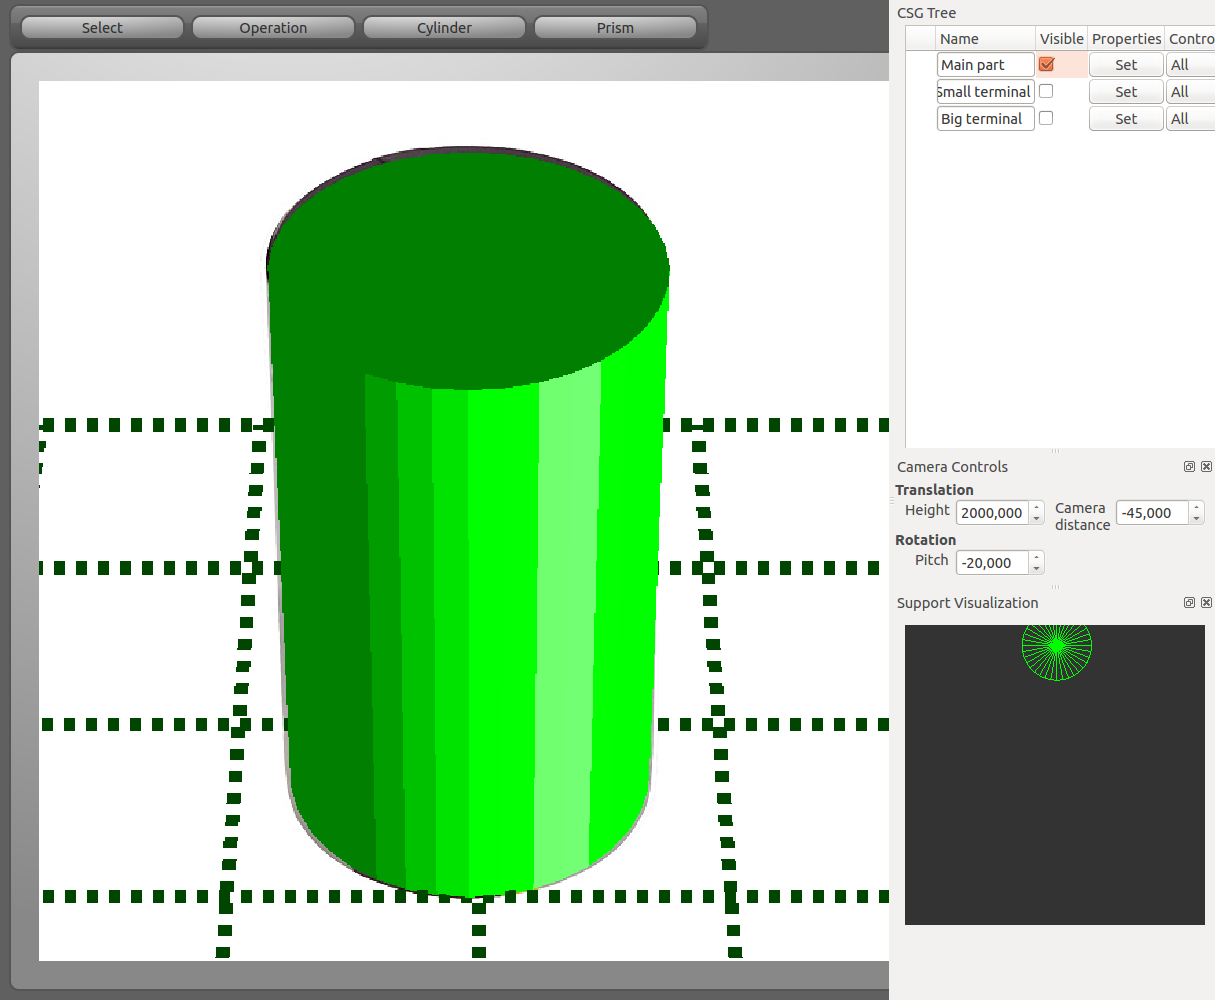 Select Operation Cylinder Prism
CSG Tree
Name Visible Properties Contro
Main part Set All
Small terminal Set All
Big terminal Set All
Camera Controls
Translation
Height 2000,000 Camera distance -45,000
Rotation
Pitch -20,000
Support Visualization